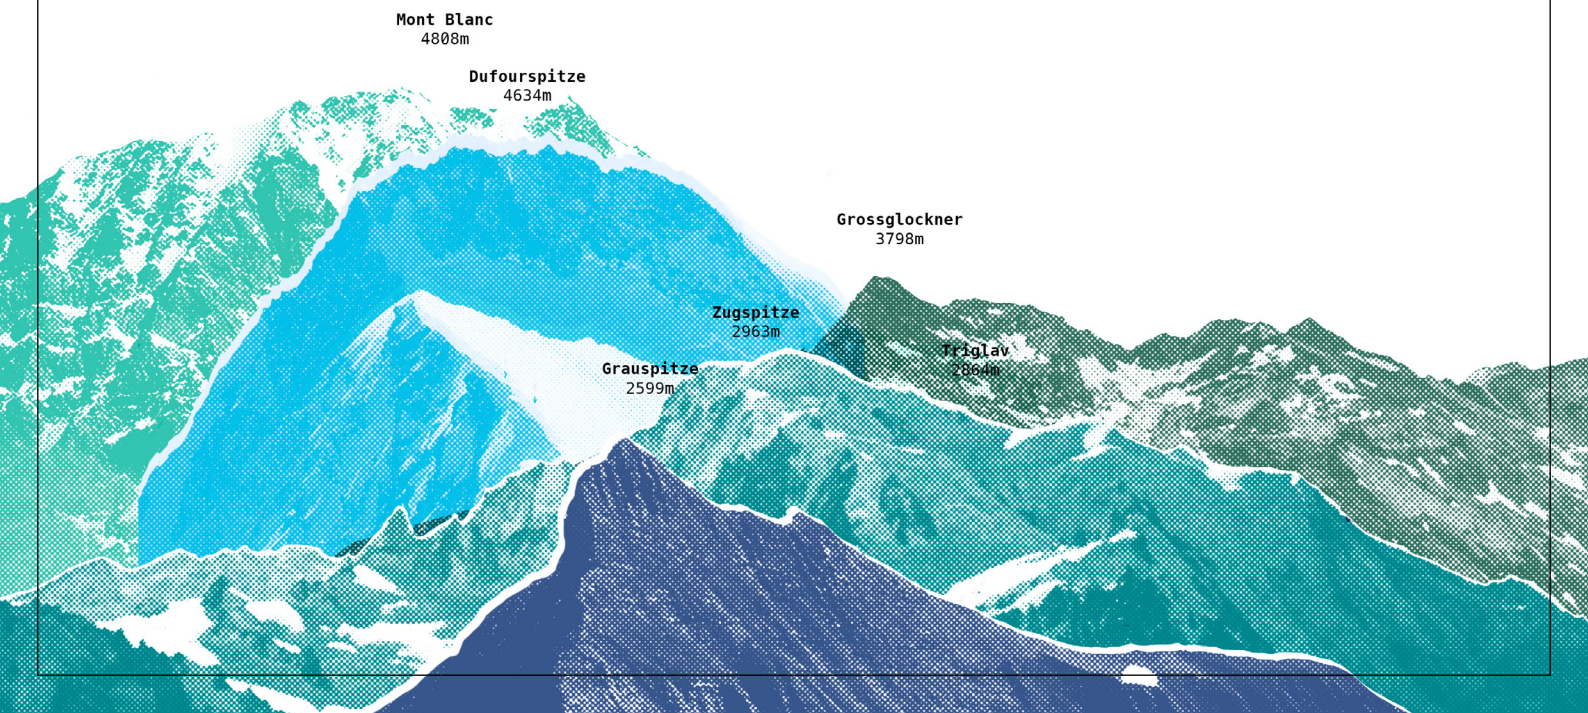 Mont Blanc
4808m
Dufourspitze
4634m
Grossglockner
3798m
Zugspitze
2963m
Triglav
2864m
Grauspitze
2599m